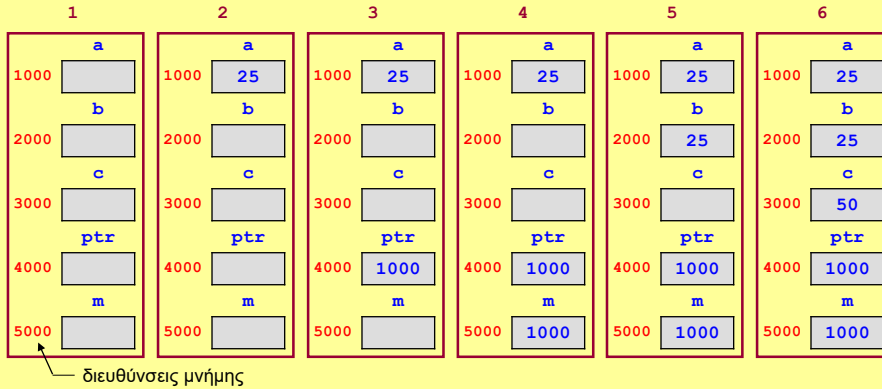 1 2 3 4 5 6
a a a a a a
1000 1000 25 1000 25 1000 25 1000 25 1000 25
b b b b b b
2000 2000 2000 2000 2000 25 2000 25
c c c c c c
3000 3000 3000 3000 3000 3000 50
ptr ptr ptr ptr ptr ptr
4000 4000 4000 1000 4000 1000 4000 1000 4000 1000
m m m m m m
5000 5000 5000 5000 1000 5000 1000 5000 1000
διευθύνσεις μνήμης